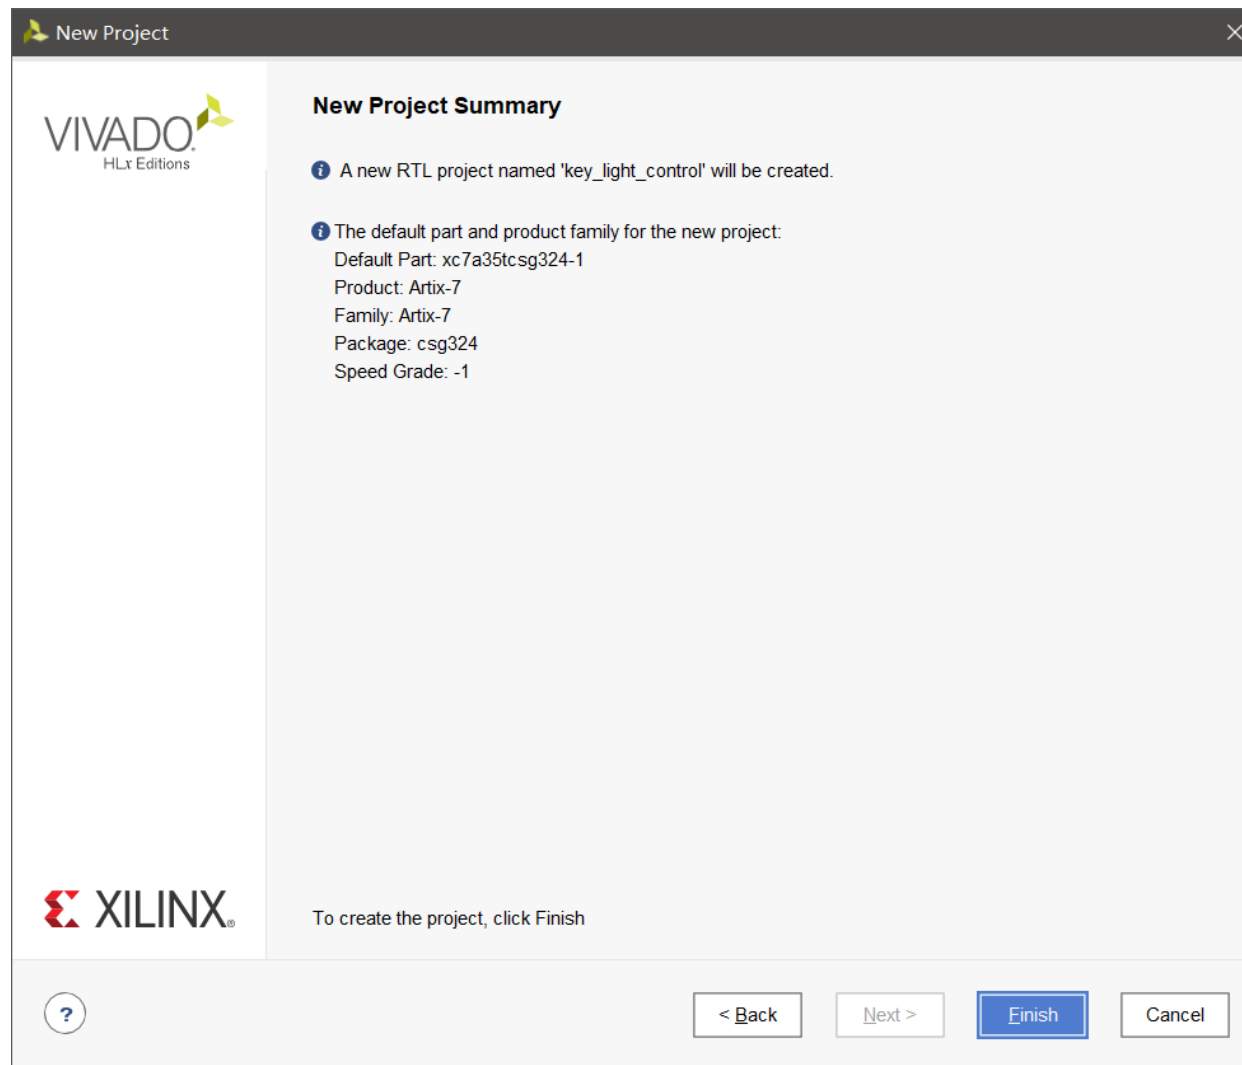 New Project
VIVADO.
HLx Editions
New Project Summary
A new RTL project named 'key_light_control' will be created.
The default part and product family for the new project:
Default Part: xc7a35tcsg324-1
Product: Artix-7
Family: Artix-7
Package: csg324
Speed Grade: -1
XILINX®
To create the project, click Finish
?
< Back
Next >
Finish
Cancel